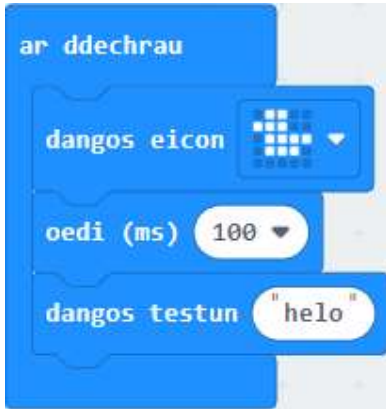 ar ddechrau
dangos eicon
oedi (ms) 100
dangos testun "helo"